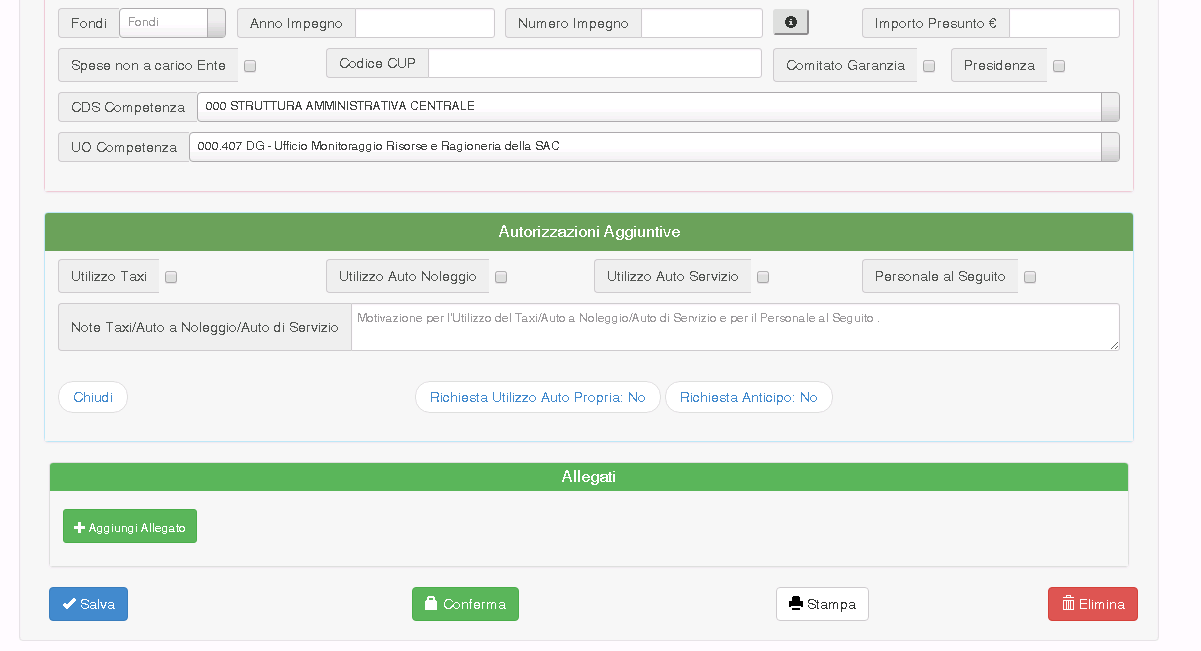 Fondi Fondi Anno Impegno Numero Impegno Importo Presunto €
Spese non a carico Ente Codice CUP Comitato Garanzia Presidenza
CDS Competenza 000 STRUTTURA AMMINISTRATIVA CENTRALE
UO Competenza 000.407 DG - Ufficio Monitoraggio Risorse e Ragioneria della SAC
Autorizzazioni Aggiuntive
Utilizzo Taxi Utilizzo Auto Noleggio Utilizzo Auto Servizio Personale al Seguito
Note Taxi/Auto a Noleggio/Auto di Servizio Motivazione per l'Utilizzo del Taxi/Auto a Noleggio/Auto di Servizio e per il Personale al Seguito .
Chiudi Richiesta Utilizzo Auto Propria: No Richiesta Anticipo: No
Allegati
Aggiungi Allegato
Salva Conferma Stampa Elimina